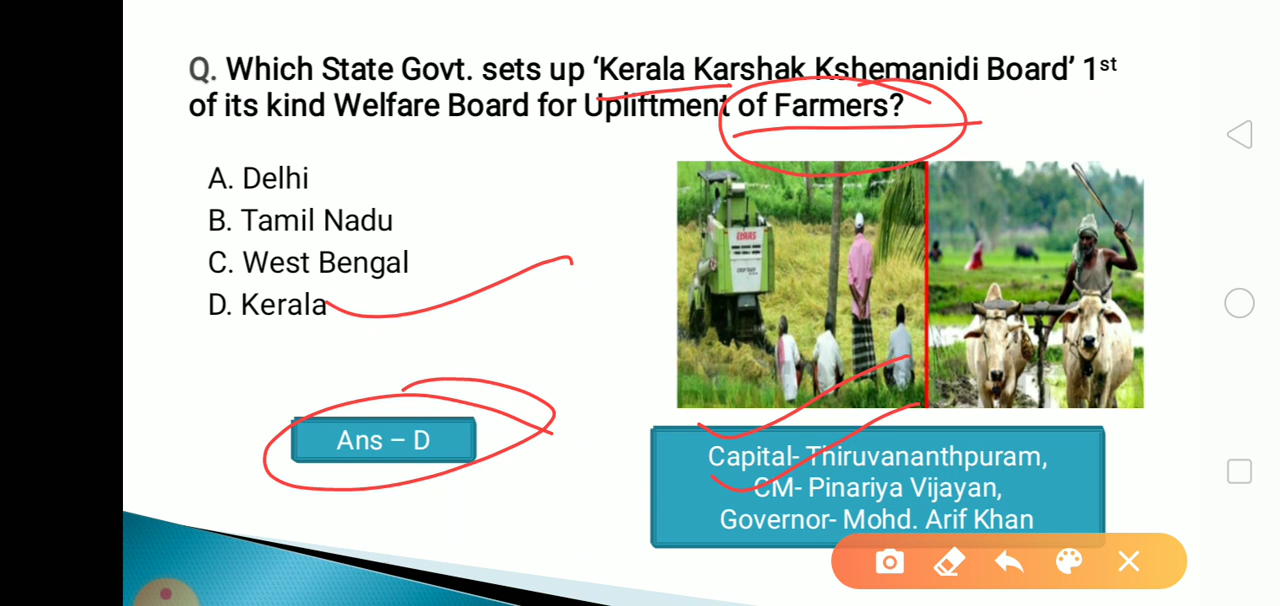 Q. Which State Govt. sets up ‘Kerala Karshak Kshemanidi Board’ 1st
of its kind Welfare Board for Upliftment of Farmers?
A. Delhi
B. Tamil Nadu
C. West Bengal
D. Kerala
CLAAS
Ans – D
Capital- Thiruvananthpuram,
CM- Pinariya Vijayan,
Governor- Mohd. Arif Khan